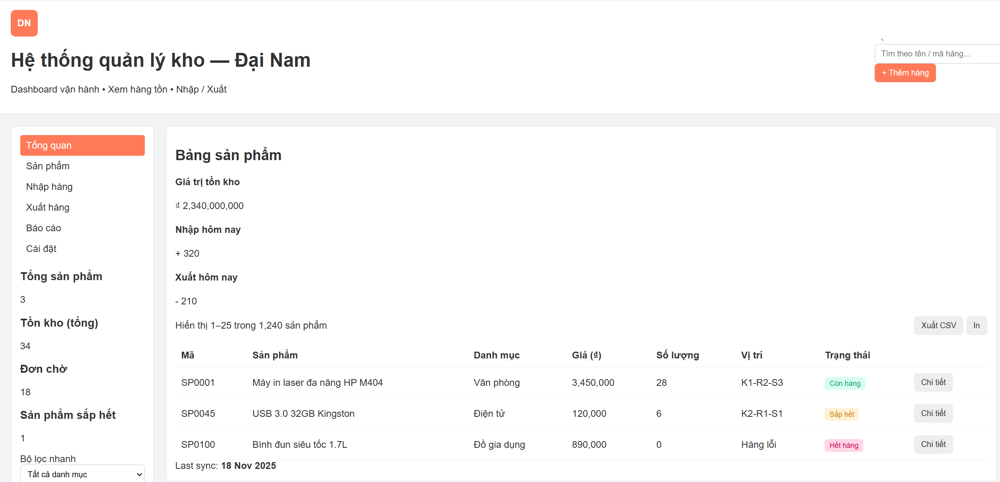 DN
Hệ thống quản lý kho — Đại Nam
Dashboard vận hành • Xem hàng tồn • Nhập / Xuất
`
Tìm theo tên / mã hàng...
+ Thêm hàng
Tổng quan
Sản phẩm
Nhập hàng
Xuất hàng
Báo cáo
Cài đặt
Tổng sản phẩm
3
Tồn kho (tổng)
34
Đơn chờ
18
Sản phẩm sắp hết
1
Bộ lọc nhanh
Tất cả danh mục
Bảng sản phẩm
Giá trị tồn kho
₫ 2,340,000,000
Nhập hôm nay
+ 320
Xuất hôm nay
- 210
Hiển thị 1–25 trong 1,240 sản phẩm
Xuất CSV In
Mã Sản phẩm Danh mục Giá (₫) Số lượng Vị trí Trạng thái
SP0001 Máy in laser đa năng HP M404 Văn phòng 3,450,000 28 K1-R2-S3 Còn hàng Chi tiết
SP0045 USB 3.0 32GB Kingston Điện tử 120,000 6 K2-R1-S1 Sắp hết Chi tiết
SP0100 Bình đun siêu tốc 1.7L Đồ gia dụng 890,000 0 Hàng lỗi Hết hàng Chi tiết
Last sync: 18 Nov 2025